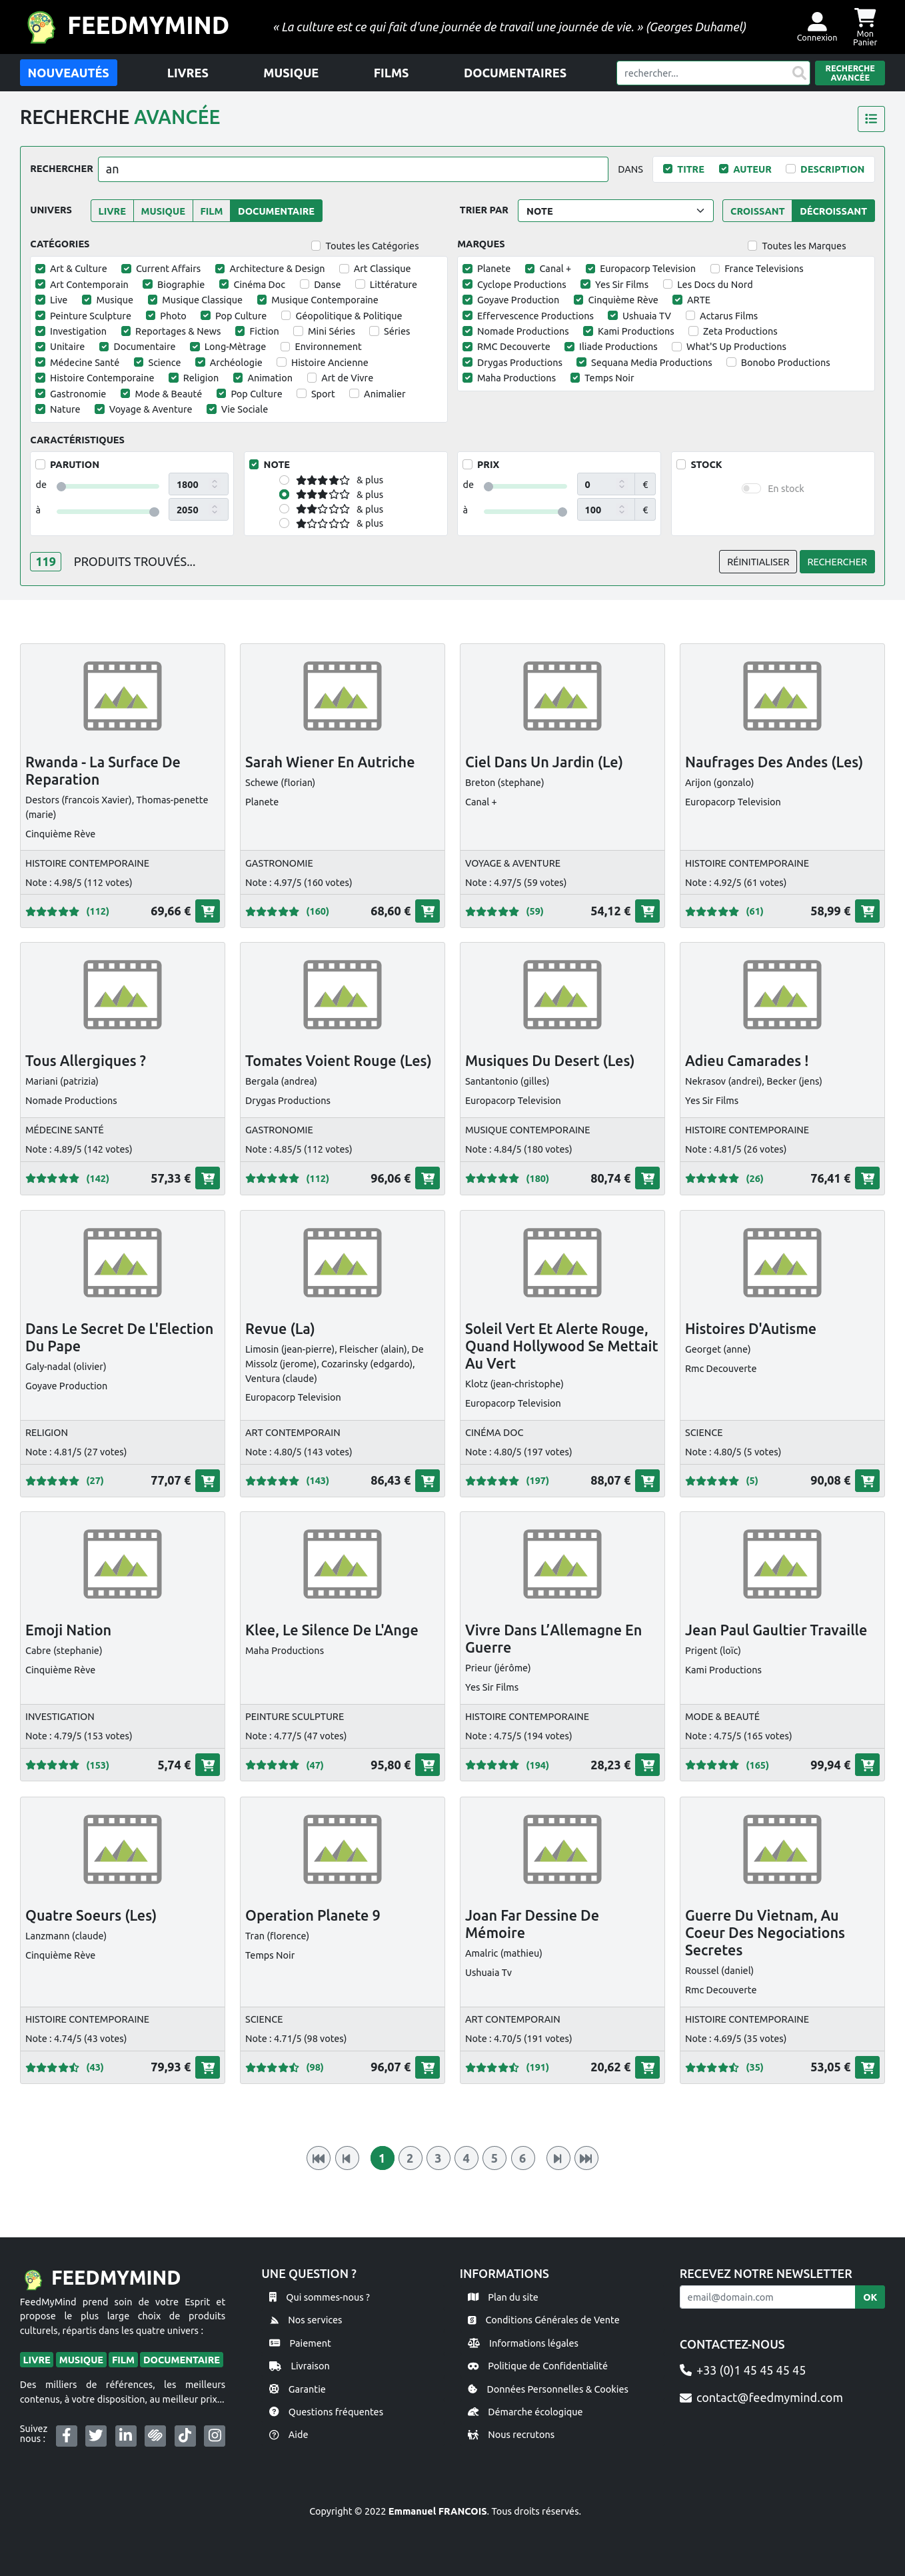 FEEDMYMIND
« La culture est ce qui fait d'une journée de travail une journée de vie. » (Georges Duhamel)
Connexion
Mon
Panier
NOUVEAUTÉS LIVRES MUSIQUE FILMS DOCUMENTAIRES rechercher... RECHERCHE
AVANCÉE
RECHERCHE AVANCÉE
RECHERCHER an DANS TITRE AUTEUR DESCRIPTION
UNIVERS LIVRE MUSIQUE FILM DOCUMENTAIRE TRIER PAR NOTE CROISSANT DÉCROISSANT
CATÉGORIES Toutes les Catégories
Art & Culture Current Affairs Architecture & Design Art Classique
Art Contemporain Biographie Cinéma Doc Danse Littérature
Live Musique Musique Classique Musique Contemporaine
Peinture Sculpture Photo Pop Culture Géopolitique & Politique
Investigation Reportages & News Fiction Mini Séries Séries
Unitaire Documentaire Long-Mètrage Environnement
Médecine Santé Science Archéologie Histoire Ancienne
Histoire Contemporaine Religion Animation Art de Vivre
Gastronomie Mode & Beauté Pop Culture Sport Animalier
Nature Voyage & Aventure Vie Sociale
MARQUES Toutes les Marques
Planete Canal + Europacorp Television France Televisions
Cyclope Productions Yes Sir Films Les Docs du Nord
Goyave Production Cinquième Rève ARTE
Effervescence Productions Ushuaia TV Actarus Films
Nomade Productions Kami Productions Zeta Productions
RMC Decouverte Iliade Productions What'S Up Productions
Drygas Productions Sequana Media Productions Bonobo Productions
Maha Productions Temps Noir
CARACTÉRISTIQUES
PARUTION
de 1800
à 2050
NOTE
& plus
& plus
& plus
& plus
PRIX
de 0 €
à 100 €
STOCK
En stock
119 PRODUITS TROUVÉS... RÉINITIALISER RECHERCHER
Rwanda - La Surface De
Reparation
Destors (francois Xavier), Thomas-penette
(marie)
Cinquième Rève
HISTOIRE CONTEMPORAINE
Note : 4.98/5 (112 votes)
(112) 69,66 €
Sarah Wiener En Autriche
Schewe (florian)
Planete
GASTRONOMIE
Note : 4.97/5 (160 votes)
(160) 68,60 €
Ciel Dans Un Jardin (Le)
Breton (stephane)
Canal +
VOYAGE & AVENTURE
Note : 4.97/5 (59 votes)
(59) 54,12 €
Naufrages Des Andes (Les)
Arijon (gonzalo)
Europacorp Television
HISTOIRE CONTEMPORAINE
Note : 4.92/5 (61 votes)
(61) 58,99 €
Tous Allergiques ?
Mariani (patrizia)
Nomade Productions
MÉDECINE SANTÉ
Note : 4.89/5 (142 votes)
(142) 57,33 €
Tomates Voient Rouge (Les)
Bergala (andrea)
Drygas Productions
GASTRONOMIE
Note : 4.85/5 (112 votes)
(112) 96,06 €
Musiques Du Desert (Les)
Santantonio (gilles)
Europacorp Television
MUSIQUE CONTEMPORAINE
Note : 4.84/5 (180 votes)
(180) 80,74 €
Adieu Camarades !
Nekrasov (andrei), Becker (jens)
Yes Sir Films
HISTOIRE CONTEMPORAINE
Note : 4.81/5 (26 votes)
(26) 76,41 €
Dans Le Secret De L'Election
Du Pape
Galy-nadal (olivier)
Goyave Production
RELIGION
Note : 4.81/5 (27 votes)
(27) 77,07 €
Revue (La)
Limosin (jean-pierre), Fleischer (alain), De
Missolz (jerome), Cozarinsky (edgardo),
Ventura (claude)
Europacorp Television
ART CONTEMPORAIN
Note : 4.80/5 (143 votes)
(143) 86,43 €
Soleil Vert Et Alerte Rouge,
Quand Hollywood Se Mettait
Au Vert
Klotz (jean-christophe)
Europacorp Television
CINÉMA DOC
Note : 4.80/5 (197 votes)
(197) 88,07 €
Histoires D'Autisme
Georget (anne)
Rmc Decouverte
SCIENCE
Note : 4.80/5 (5 votes)
(5) 90,08 €
Emoji Nation
Cabre (stephanie)
Cinquième Rève
INVESTIGATION
Note : 4.79/5 (153 votes)
(153) 5,74 €
Klee, Le Silence De L'Ange
Maha Productions
PEINTURE SCULPTURE
Note : 4.77/5 (47 votes)
(47) 95,80 €
Vivre Dans L’Allemagne En
Guerre
Prieur (jérôme)
Yes Sir Films
HISTOIRE CONTEMPORAINE
Note : 4.75/5 (194 votes)
(194) 28,23 €
Jean Paul Gaultier Travaille
Prigent (loïc)
Kami Productions
MODE & BEAUTÉ
Note : 4.75/5 (165 votes)
(165) 99,94 €
Quatre Soeurs (Les)
Lanzmann (claude)
Cinquième Rève
HISTOIRE CONTEMPORAINE
Note : 4.74/5 (43 votes)
(43) 79,93 €
Operation Planete 9
Tran (florence)
Temps Noir
SCIENCE
Note : 4.71/5 (98 votes)
(98) 96,07 €
Joan Far Dessine De
Mémoire
Amalric (mathieu)
Ushuaia Tv
ART CONTEMPORAIN
Note : 4.70/5 (191 votes)
(191) 20,62 €
Guerre Du Vietnam, Au
Coeur Des Negociations
Secretes
Roussel (daniel)
Rmc Decouverte
HISTOIRE CONTEMPORAINE
Note : 4.69/5 (35 votes)
(35) 53,05 €
1 2 3 4 5 6
FEEDMYMIND
FeedMyMind prend soin de votre Esprit et
propose le plus large choix de produits
culturels, répartis dans les quatre univers :
LIVRE MUSIQUE FILM DOCUMENTAIRE
Des milliers de références, les meilleurs
contenus, à votre disposition, au meilleur prix...
Suivez
nous :
UNE QUESTION ?
Qui sommes-nous ?
Nos services
Paiement
Livraison
Garantie
Questions fréquentes
Aide
INFORMATIONS
Plan du site
Conditions Générales de Vente
Informations légales
Politique de Confidentialité
Données Personnelles & Cookies
Démarche écologique
Nous recrutons
RECEVEZ NOTRE NEWSLETTER
email@domain.com OK
CONTACTEZ-NOUS
+33 (0)1 45 45 45 45
contact@feedmymind.com
Copyright © 2022 Emmanuel FRANCOIS. Tous droits réservés.